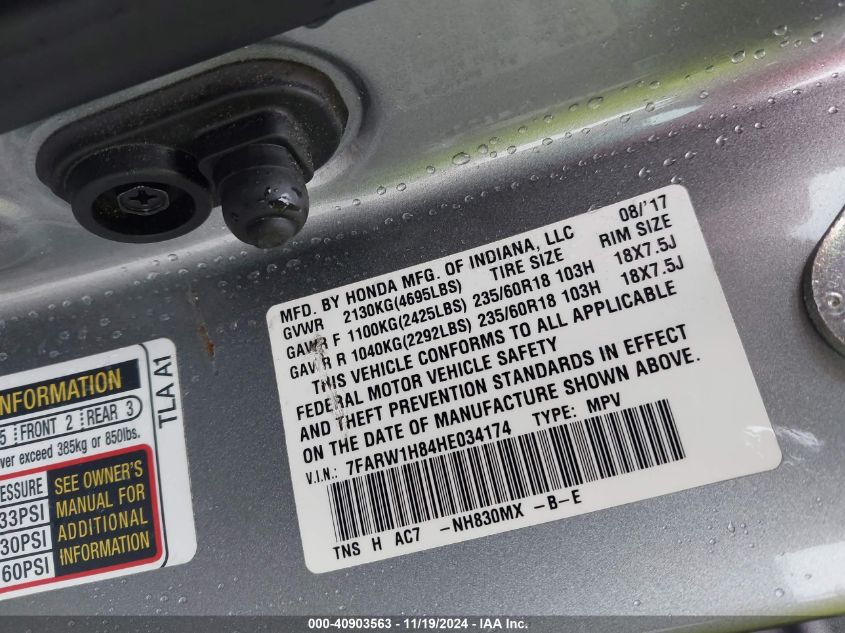 MFD. BY HONDA MFG. OF INDIANA, LLC 08/'17
GVWR 2130KG(4695LBS) TIRE SIZE RIM SIZE
GAWR F 1100KG(2425LBS) 235/60R18 103H 18X7.5J
GAWR R 1040KG(2292LBS) 235/60R18 103H 18X7.5J
THIS VEHICLE CONFORMS TO ALL APPLICABLE
FEDERAL MOTOR VEHICLE SAFETY
AND THEFT PREVENTION STANDARDS IN EFFECT
ON THE DATE OF MANUFACTURE SHOWN ABOVE.
V.I.N.: 7FARW1H84HE034174 TYPE: MPV
TNS H AC7 -NH830MX -B-E
INFORMATION
5 FRONT 2 REAR 3
exceed 385kg or 850lbs.
TLA A1
SEE OWNER'S
MANUAL FOR
ADDITIONAL
INFORMATION
33PSI
30PSI
60PSI
000-40903563 - 11/19/2024 - IAA Inc.